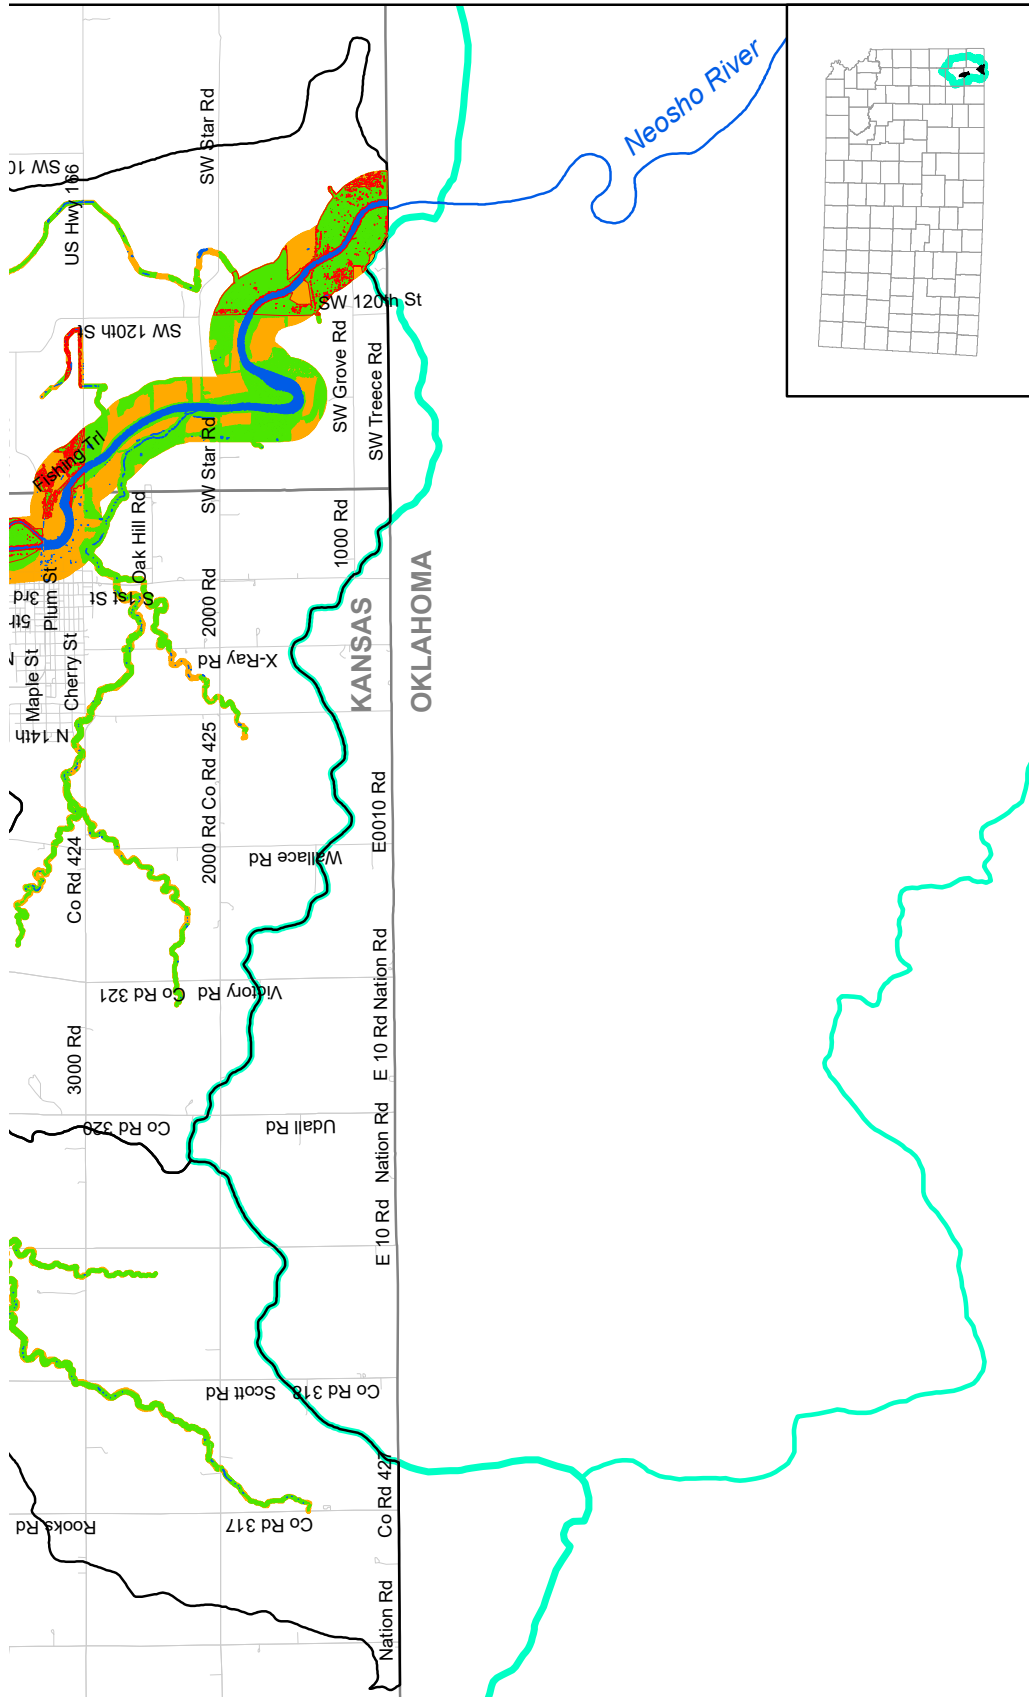 Neosho River
SW Star Rd
SW 10
US Hwy 166
SW 120th St
SW 120th St
SW Grove Rd
SW Treece Rd
Fishing Trl
SW Star Rd
Oak Hill Rd
1000 Rd
S 1st St
3rd
Plum St
5th
2000 Rd
KANSAS
OKLAHOMA
X-Ray Rd
Maple St
Cherry St
N 14th
Co Rd 425
2000 Rd
E0010 Rd
Wallace Rd
Co Rd 424
Nation Rd
Victory Rd
Co Rd 321
E 10 Rd
3000 Rd
Co Rd 320
Udall Rd
Nation Rd
E 10 Rd
Co Rd 318
Scott Rd
Co Rd 427
Co Rd 317
Rooks Rd
Nation Rd